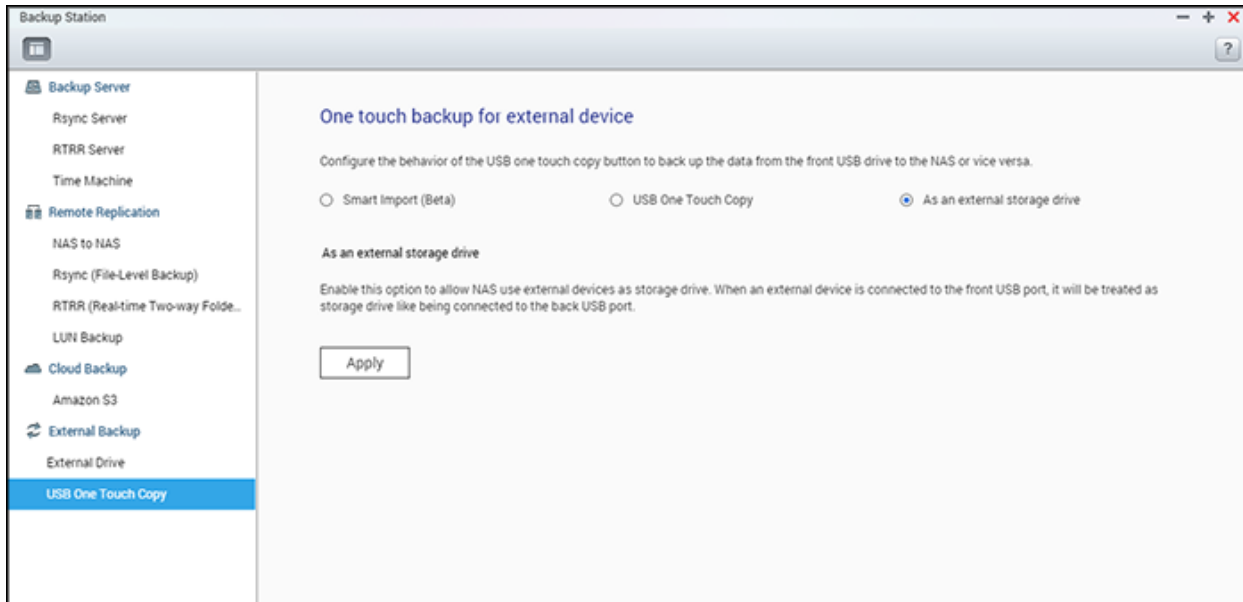 Backup Station
?
Backup Server
Rsync Server
RTRR Server
Time Machine
Remote Replication
NAS to NAS
Rsync (File-Level Backup)
RTRR (Real-time Two-way Folde...
LUN Backup
Cloud Backup
Amazon S3
External Backup
External Drive
USB One Touch Copy
One touch backup for external device
Configure the behavior of the USB one touch copy button to back up the data from the front USB drive to the NAS or vice versa.
Smart Import (Beta)
USB One Touch Copy
As an external storage drive
As an external storage drive
Enable this option to allow NAS use external devices as storage drive. When an external device is connected to the front USB port, it will be treated as
storage drive like being connected to the back USB port.
Apply